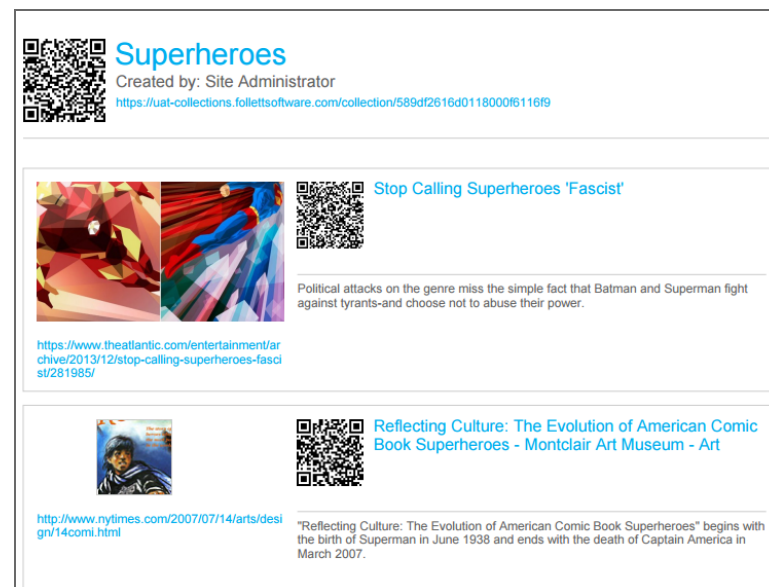 Superheroes
Created by: Site Administrator
https://uat-collections.follettsoftware.com/collection/589df2616d0118000f6116f9
Stop Calling Superheroes 'Fascist'
Political attacks on the genre miss the simple fact that Batman and Superman fight
against tyrants-and choose not to abuse their power.
https://www.theatlantic.com/entertainment/ar
chive/2013/12/stop-calling-superheroes-fasci
st/281985/
Reflecting Culture: The Evolution of American Comic
Book Superheroes - Montclair Art Museum - Art
http://www.nytimes.com/2007/07/14/arts/desi
gn/14comi.html
"Reflecting Culture: The Evolution of American Comic Book Superheroes" begins with
the birth of Superman in June 1938 and ends with the death of Captain America in
March 2007.